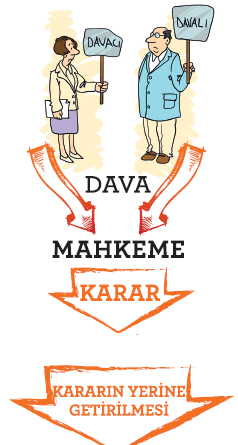 DAVACI
DAVALI
DAVA
MAHKEME
KARAR
KARARIN YERİNE
GETİRİLMESİ